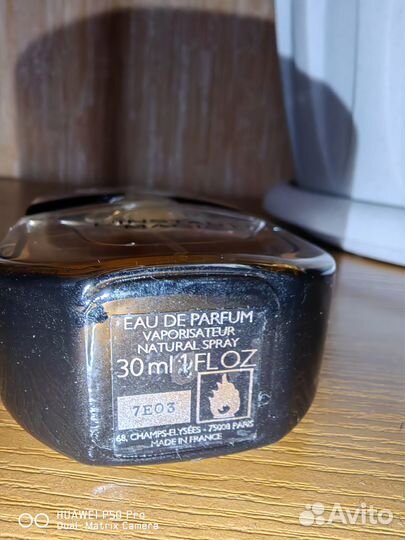 EAU DE PARFUM
VAPORISATEUR
NATURAL SPRAY
30 ml 1 FL OZ
7E03
68, CHAMPS-ELYSÉES - 75008 PARIS
MADE IN FRANCE
HUAWEI P50 Pro
Dual-Matrix Camera
Avito